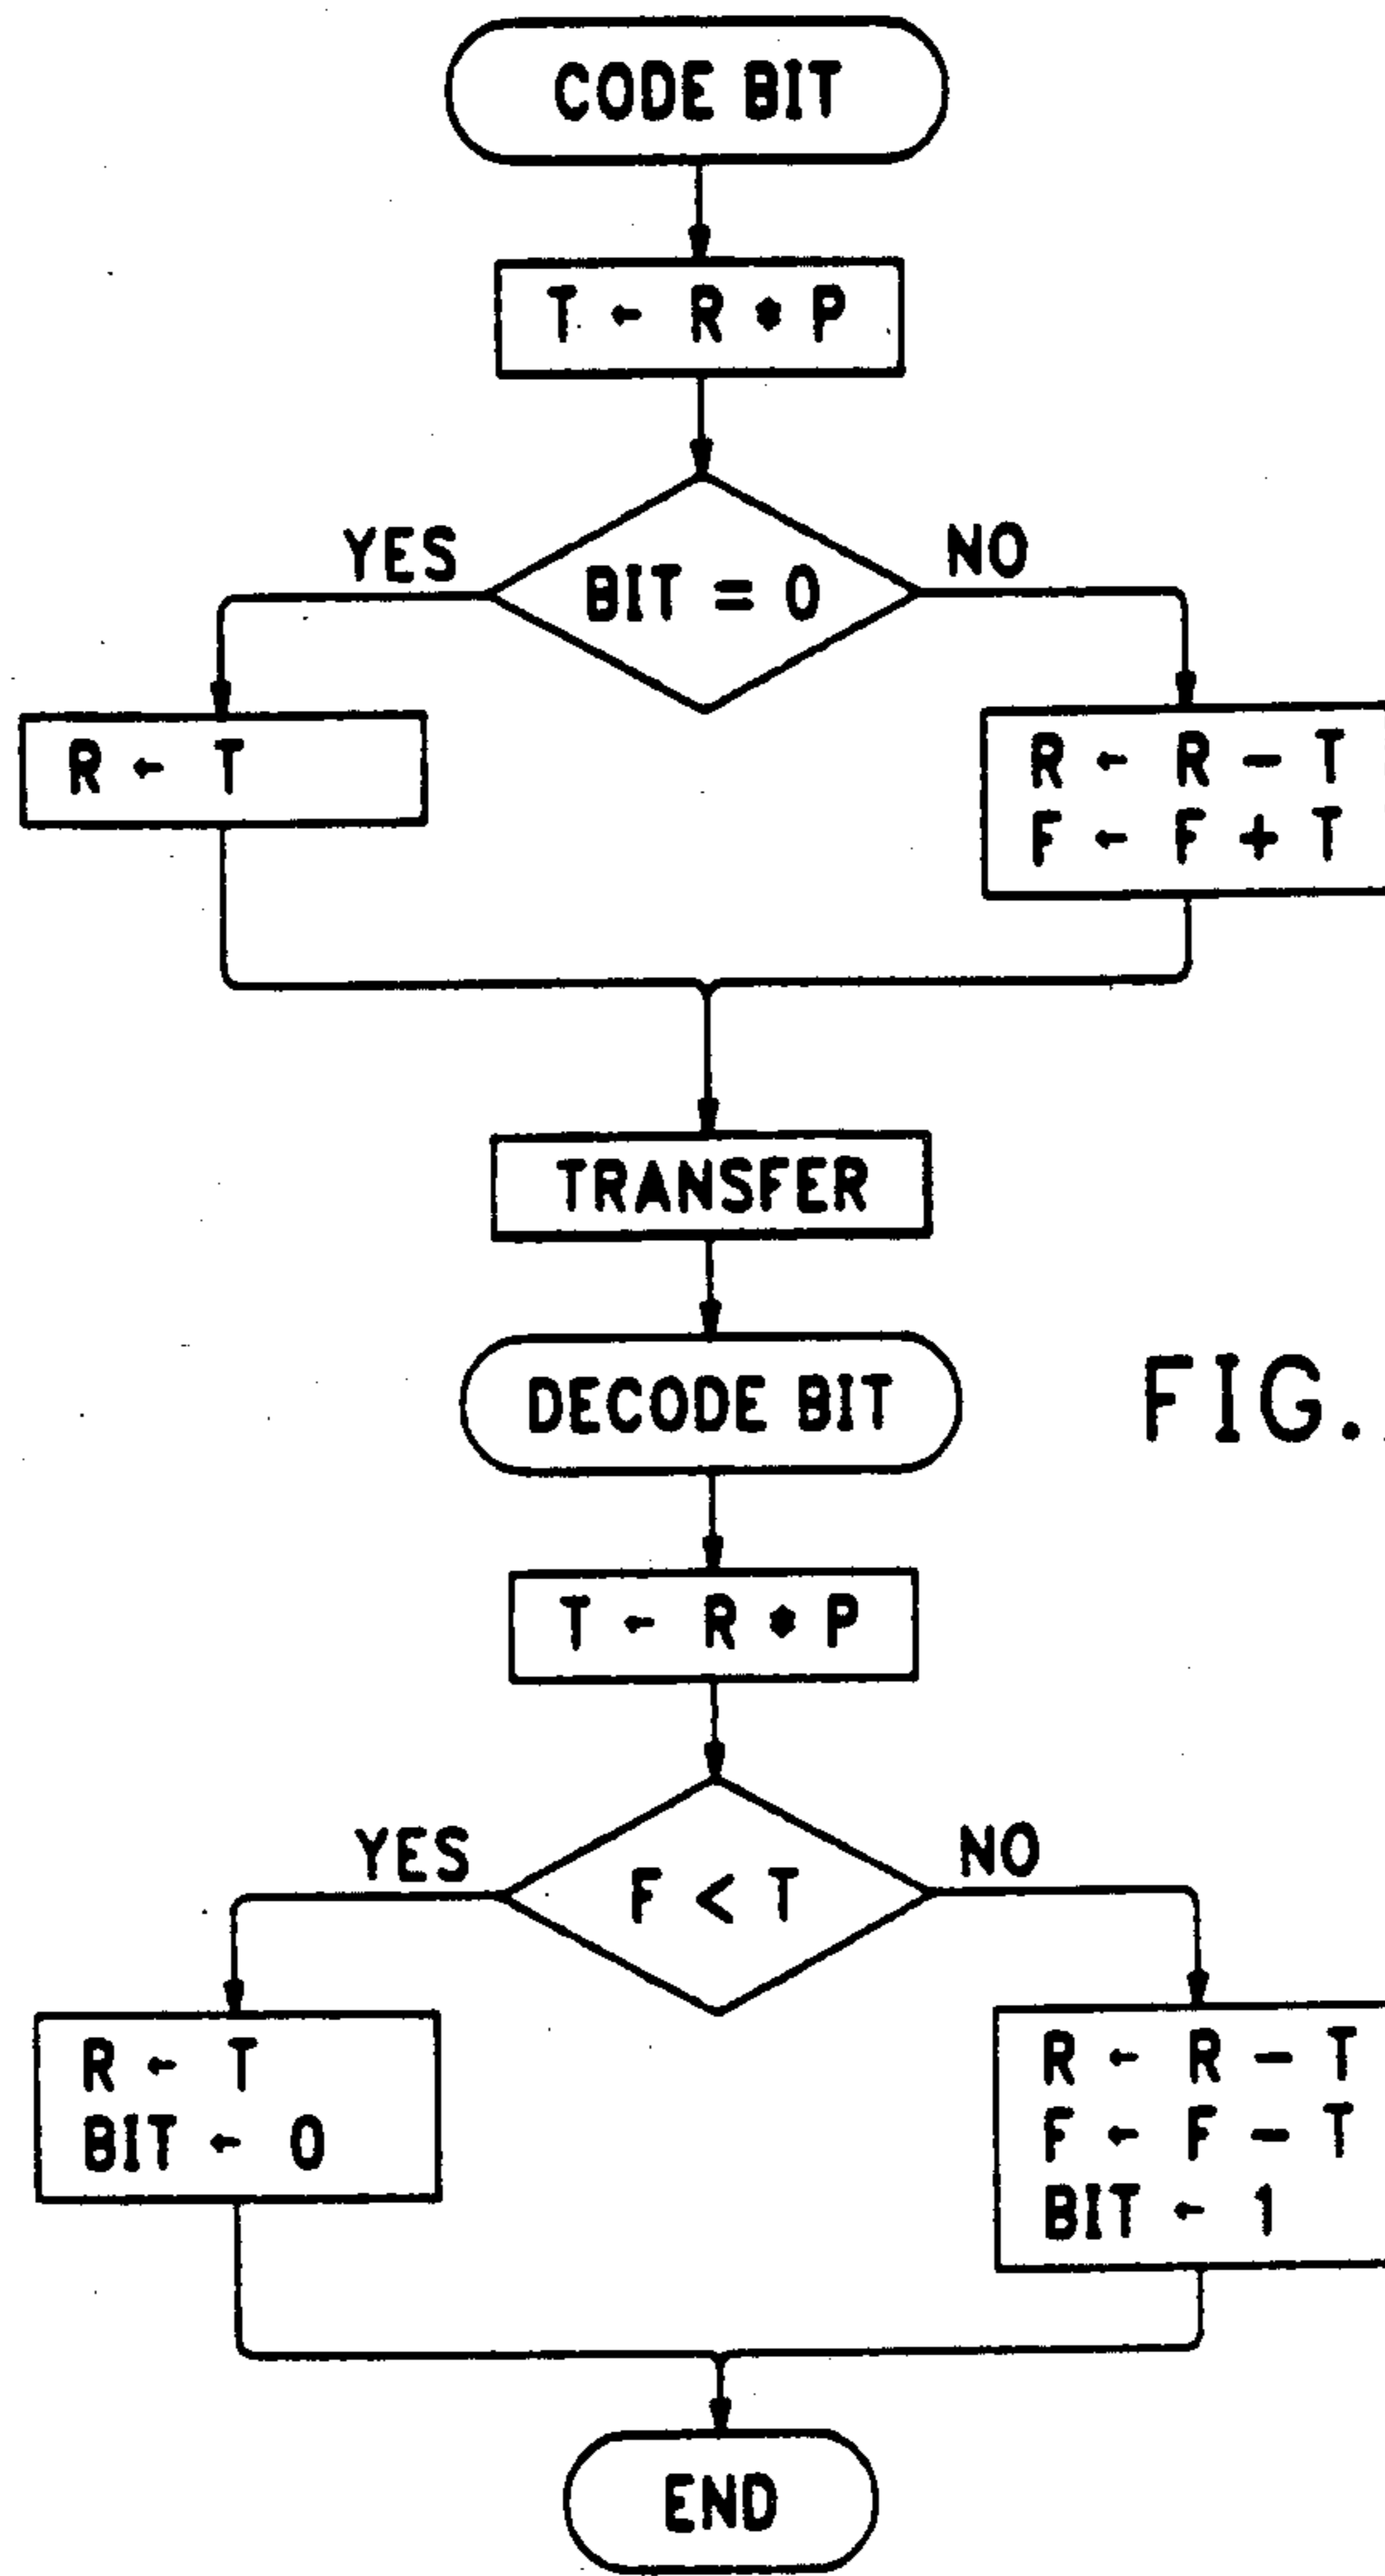 CODE BIT
T ← R * P
BIT = 0
YES
NO
R ← T
R ← R - T
F ← F + T
TRANSFER
DECODE BIT
FIG.
T ← R * P
F < T
YES
NO
R ← T
BIT ← 0
R ← R - T
F ← F - T
BIT ← 1
END